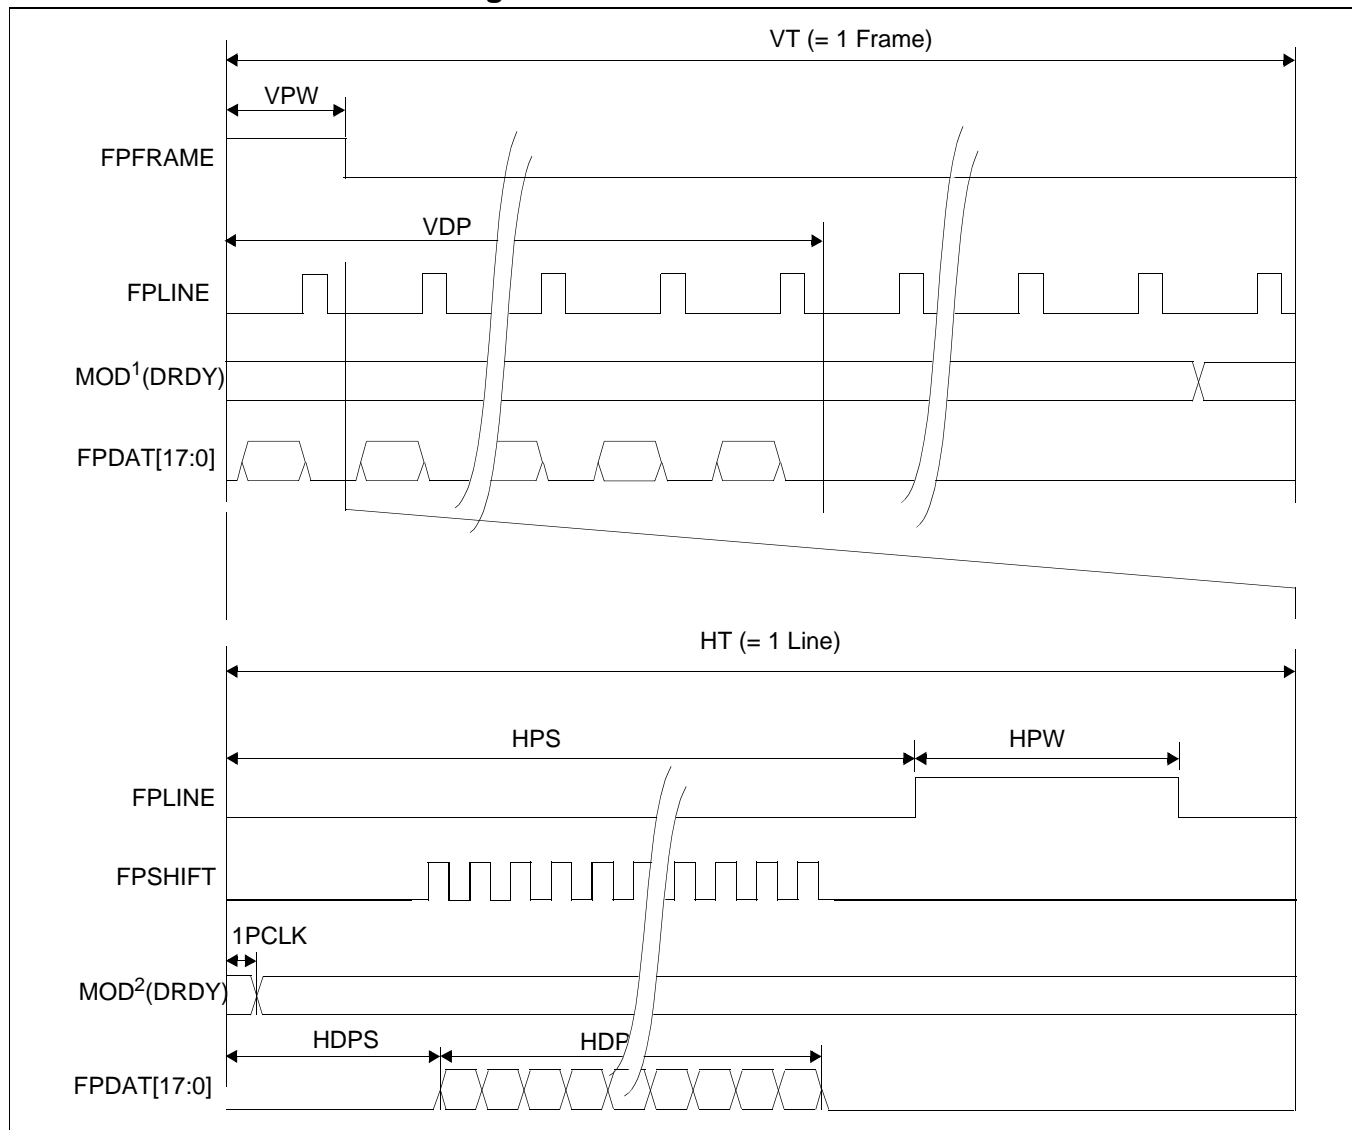 VT (= 1 Frame)
VPW
FPFRAME
VDP
FPLINE
MOD1(DRDY)
FPDAT[17:0]
HT (= 1 Line)
HPS
HPW
FPLINE
FPSHIFT
1PCLK
MOD2(DRDY)
HDPS
HDP
FPDAT[17:0]